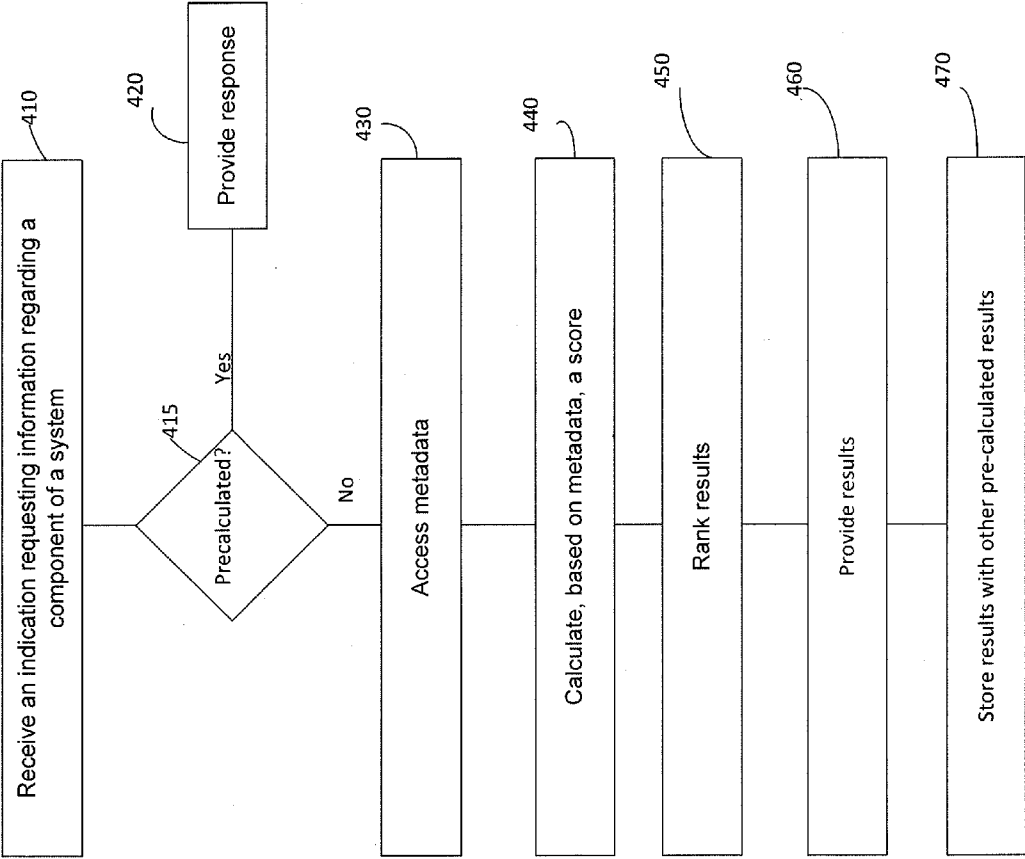 410
Receive an indication requesting information regarding a
component of a system
415
Precalculated?
Yes
420
Provide response
No
430
Access metadata
440
Calculate, based on metadata, a score
450
Rank results
460
Provide results
470
Store results with other pre-calculated results